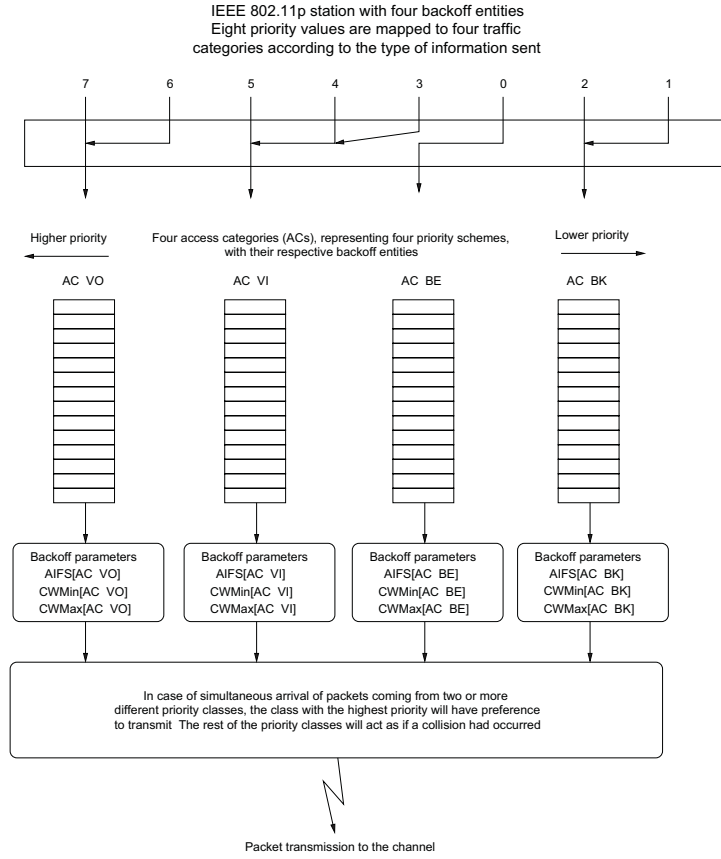 IEEE 802.11p station with four backoff entities
Eight priority values are mapped to four traffic
categories according to the type of information sent
7 6 5 4 3 0 2 1
Higher priority
Four access categories (ACs), representing four priority schemes,
with their respective backoff entities
Lower priority
AC VO AC VI AC BE AC BK
Backoff parameters
AIFS[AC VO]
CWMin[AC VO]
CWMax[AC VO]
Backoff parameters
AIFS[AC VI]
CWMin[AC VI]
CWMax[AC VI]
Backoff parameters
AIFS[AC BE]
CWMin[AC BE]
CWMax[AC BE]
Backoff parameters
AIFS[AC BK]
CWMin[AC BK]
CWMax[AC BK]
In case of simultaneous arrival of packets coming from two or more
different priority classes, the class with the highest priority will have preference
to transmit The rest of the priority classes will act as if a collision had occurred
Packet transmission to the channel